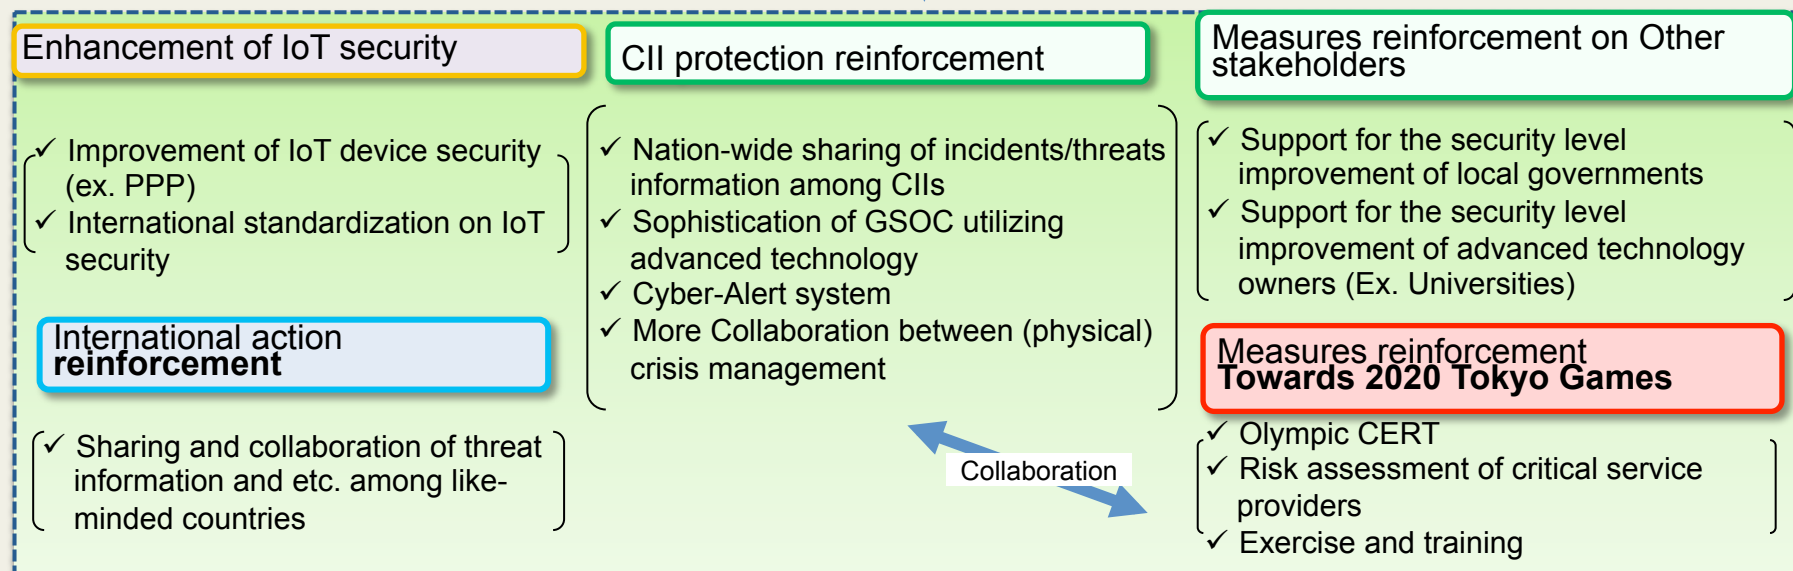 Enhancement of IoT security
✓ Improvement of IoT device security
(ex. PPP)
✓ International standardization on IoT
security
International action
reinforcement
✓ Sharing and collaboration of threat
information and etc. among like-
minded countries
CII protection reinforcement
✓ Nation-wide sharing of incidents/threats
information among CIIs
✓ Sophistication of GSOC utilizing
advanced technology
✓ Cyber-Alert system
✓ More Collaboration between (physical)
crisis management
Collaboration
Measures reinforcement on Other
stakeholders
✓ Support for the security level
improvement of local governments
✓ Support for the security level
improvement of advanced technology
owners (Ex. Universities)
Measures reinforcement
Towards 2020 Tokyo Games
✓ Olympic CERT
✓ Risk assessment of critical service
providers
✓ Exercise and training